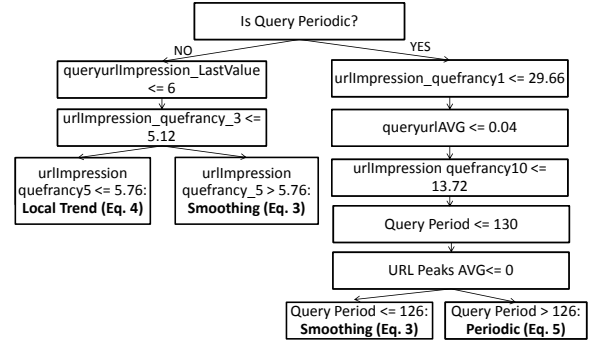 Is Query Periodic?
NO
YES
queryurlImpression_LastValue
<= 6
urlImpression_quefrancy_3 <=
5.12
urlImpression
quefrancy5 <= 5.76:
Local Trend (Eq. 4)
urlImpression
quefrancy_5 > 5.76:
Smoothing (Eq. 3)
urlImpression_quefrancy1 <= 29.66
queryurlAVG <= 0.04
urlImpression quefrancy10 <=
13.72
Query Period <= 130
URL Peaks AVG<= 0
Query Period <= 126:
Smoothing (Eq. 3)
Query Period > 126:
Periodic (Eq. 5)